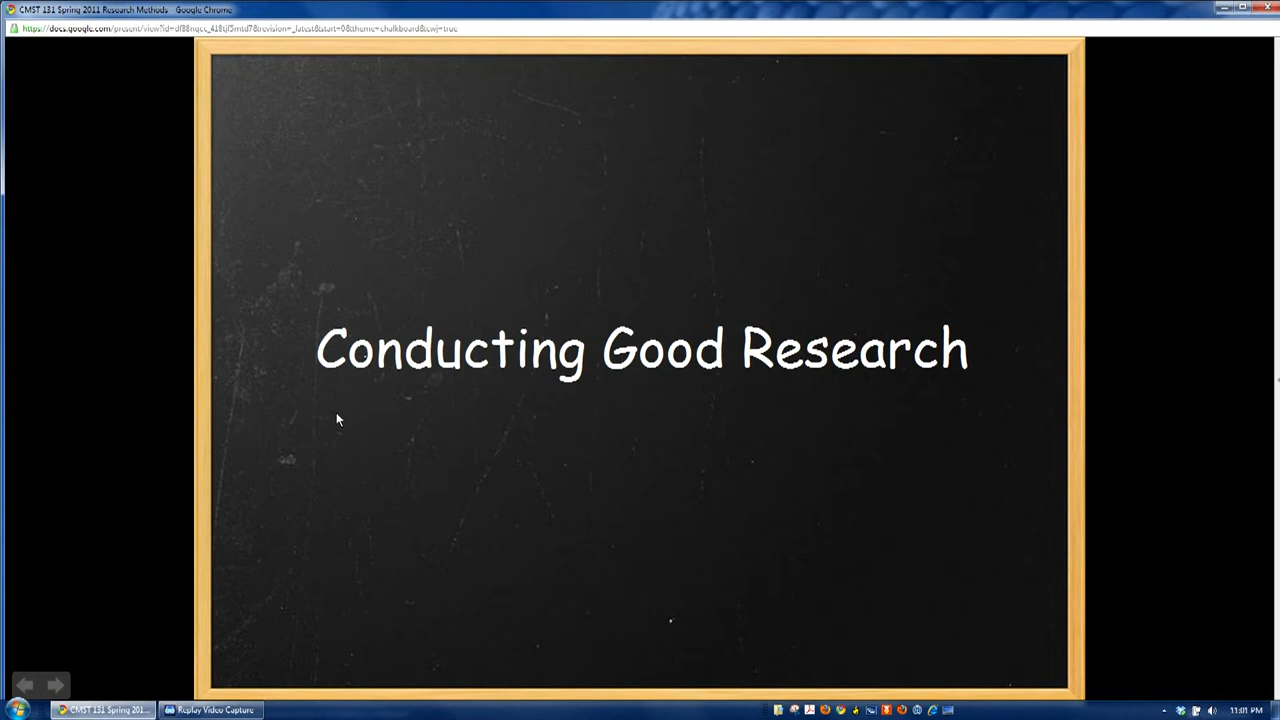 CMST 131 Spring 2011 Research Methods - Google Chrome
Conducting Good Research
CMST 131 Spring 201...
Replay Video Capture
11:01 PM